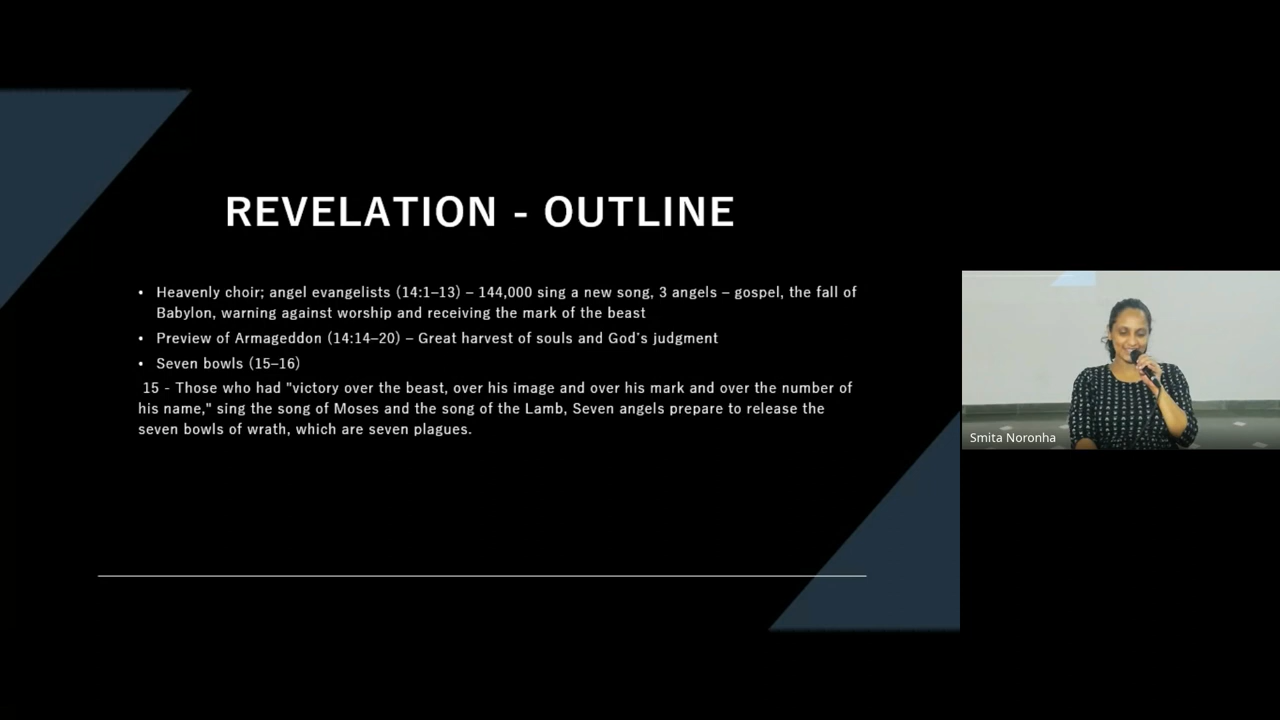 REVELATION - OUTLINE
• Heavenly choir; angel evangelists (14:1–13) – 144,000 sing a new song, 3 angels – gospel, the fall of
Babylon, warning against worship and receiving the mark of the beast
• Preview of Armageddon (14:14–20) – Great harvest of souls and God's judgment
• Seven bowls (15–16)
15 - Those who had "victory over the beast, over his image and over his mark and over the number of
his name," sing the song of Moses and the song of the Lamb, Seven angels prepare to release the
seven bowls of wrath, which are seven plagues.
Smita Noronha